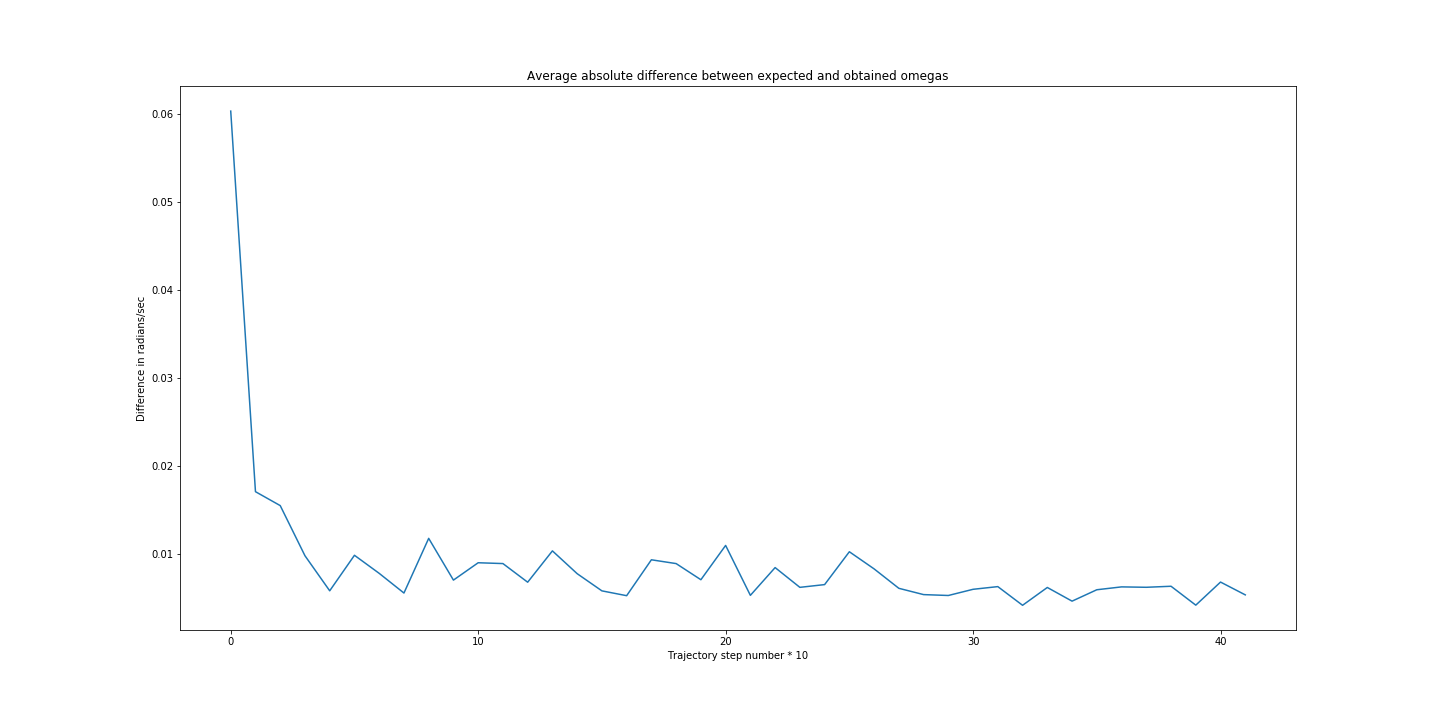 Average absolute difference between expected and obtained omegas
0.06
0.05
0.04
0.03
0.02
0.01
Difference in radians/sec
0 10 20 30 40
Trajectory step number * 10